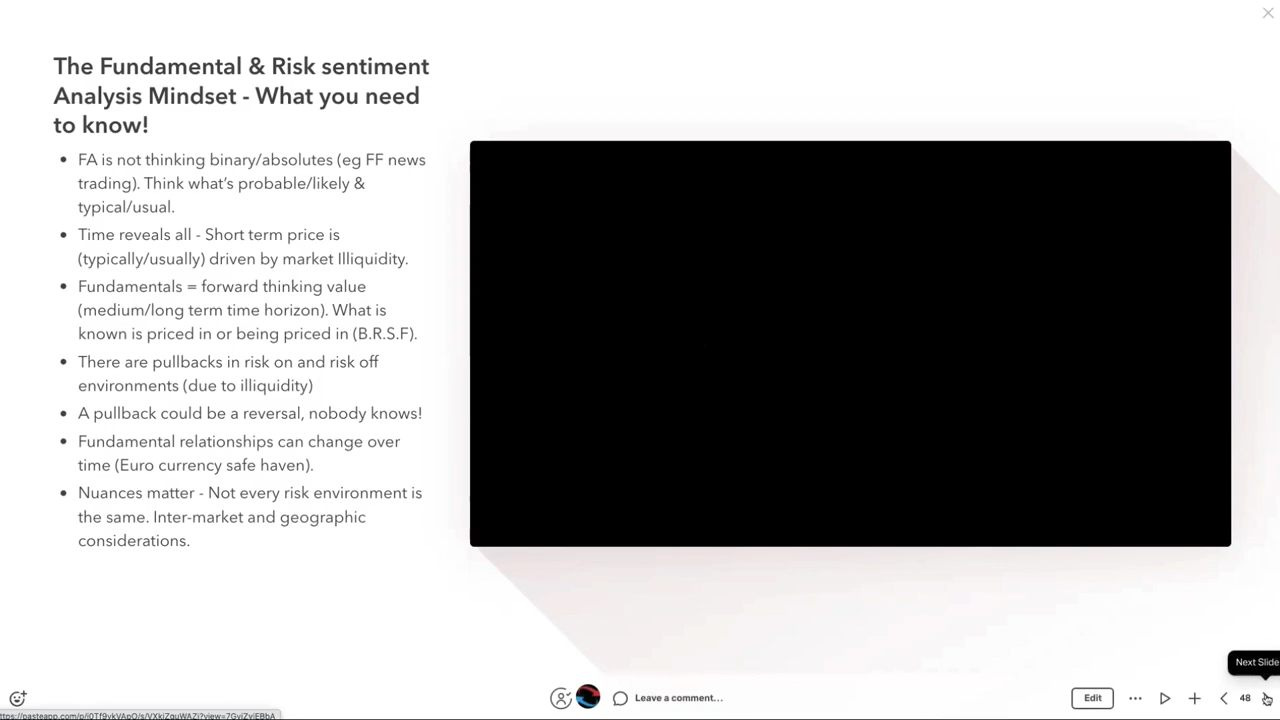 The Fundamental & Risk sentiment
Analysis Mindset - What you need
to know!
• FA is not thinking binary/absolutes (eg FF news
trading). Think what's probable/likely &
typical/usual.
• Time reveals all - Short term price is
(typically/usually) driven by market Illiquidity.
• Fundamentals = forward thinking value
(medium/long term time horizon). What is
known is priced in or being priced in (B.R.S.F).
• There are pullbacks in risk on and risk off
environments (due to illiquidity)
• A pullback could be a reversal, nobody knows!
• Fundamental relationships can change over
time (Euro currency safe haven).
• Nuances matter - Not every risk environment is
the same. Inter-market and geographic
considerations.
Next Slide
Leave a comment...
Edit
48